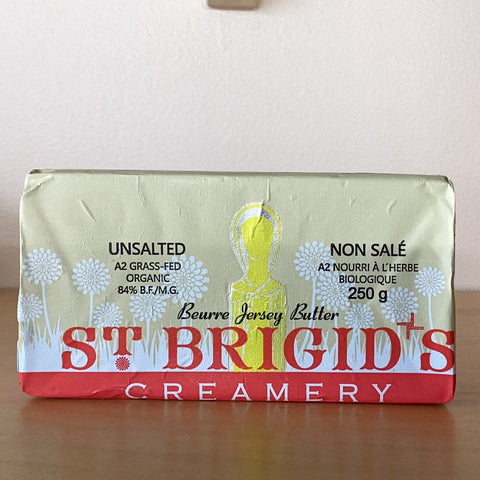 UNSALTED
A2 GRASS-FED
ORGANIC
84% B.F./M.G.
NON SALÉ
A2 NOURRI À L'HERBE
BIOLOGIQUE
250 g
Beurre Jersey Butter
ST. BRIGID'S
CREAMERY